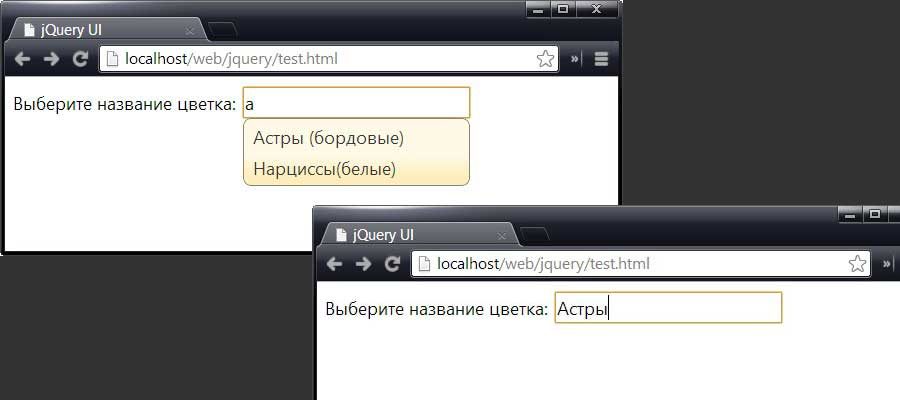 jQuery UI
localhost/web/jquery/test.html
Выберите название цветка: а
Астры (бордовые)
Нарциссы(белые)
jQuery UI
localhost/web/jquery/test.html
Выберите название цветка: Астры